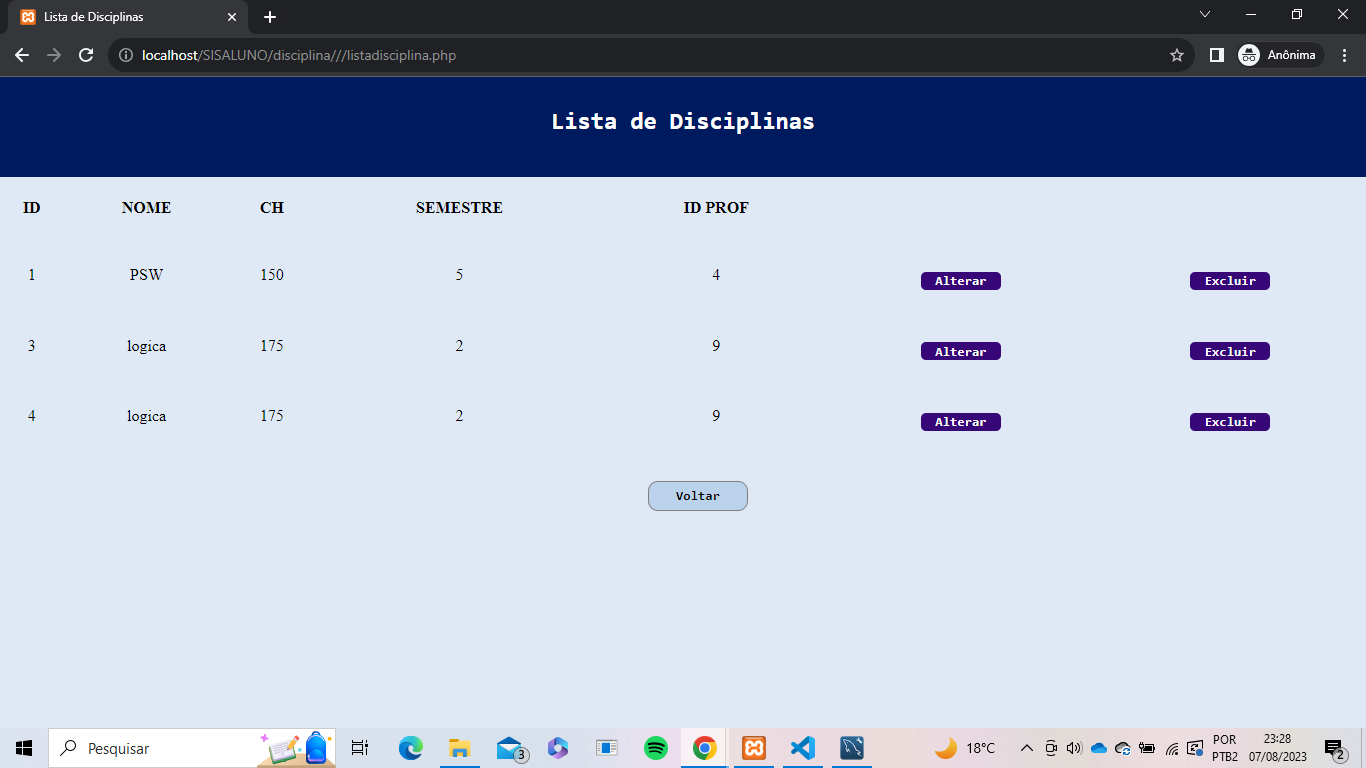 Lista de Disciplinas
localhost/SISALUNO/disciplina///listadisciplina.php
Anônima
Lista de Disciplinas
ID NOME CH SEMESTRE ID PROF
1 PSW 150 5 4 Alterar Excluir
3 logica 175 2 9 Alterar Excluir
4 logica 175 2 9 Alterar Excluir
Voltar
Pesquisar
3
18°C
POR
PTB2
23:28
07/08/2023
2